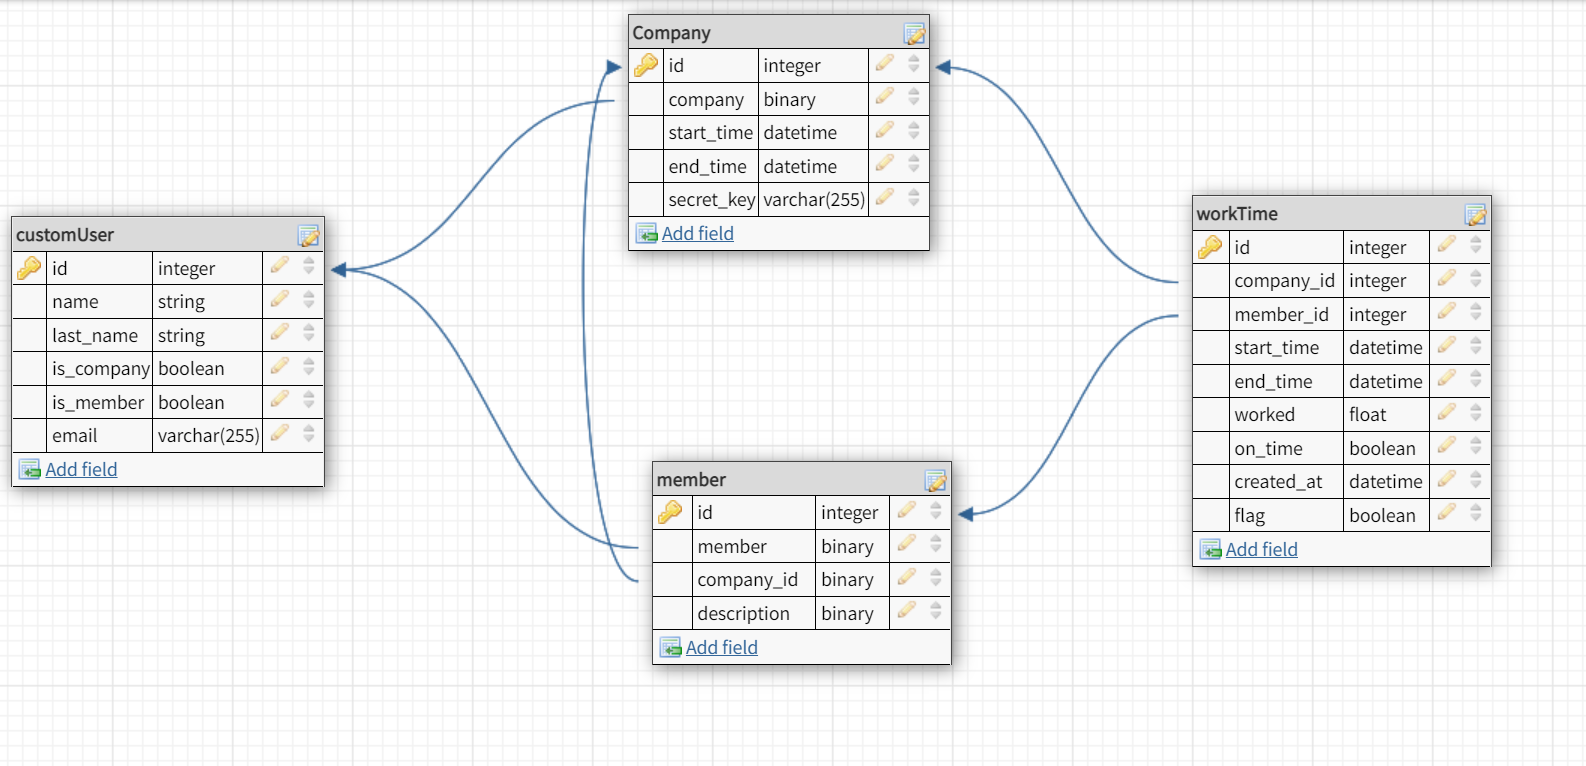 Company
id integer
company binary
start_time datetime
end_time datetime
secret_key varchar(255)
Add field
customUser
id integer
name string
last_name string
is_company boolean
is_member boolean
email varchar(255)
Add field
workTime
id integer
company_id integer
member_id integer
start_time datetime
end_time datetime
worked float
on_time boolean
created_at datetime
flag boolean
Add field
member
id integer
member binary
company_id binary
description binary
Add field